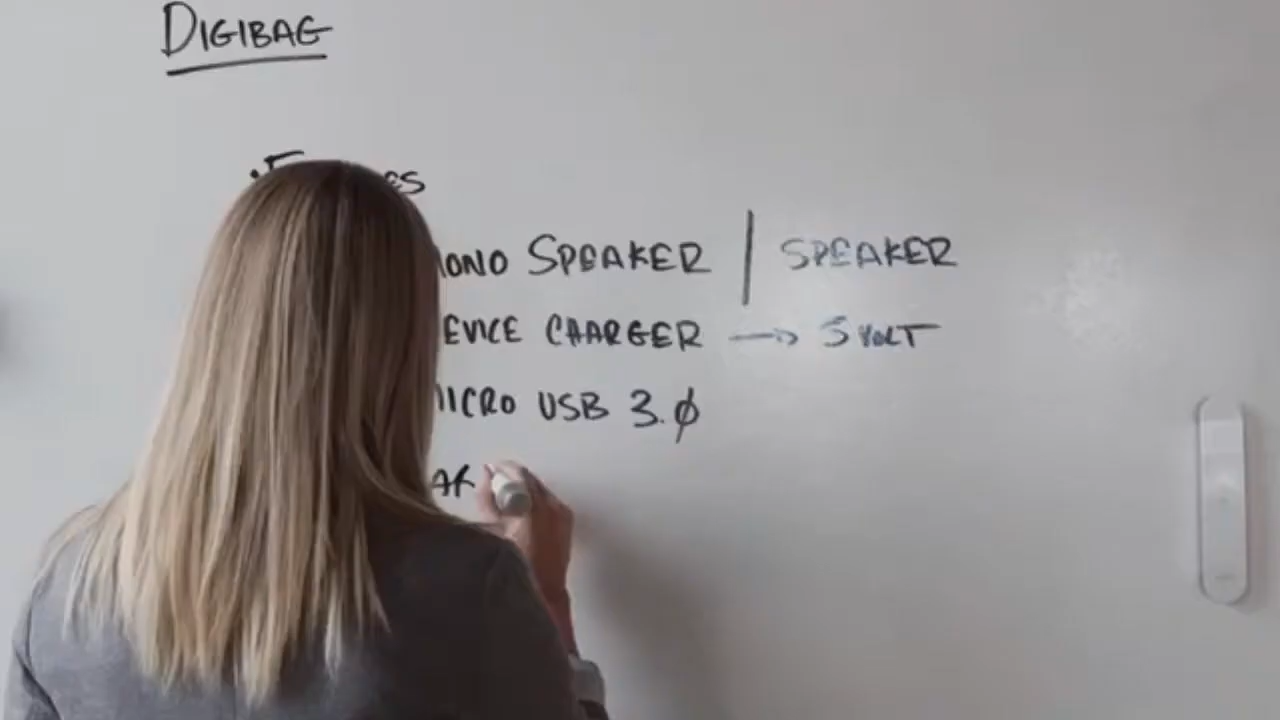 DIGIBAG
ONO SPEAKER | SPEAKER
EVICE CHARGER → 5 VOLT
ICRO USB 3.0